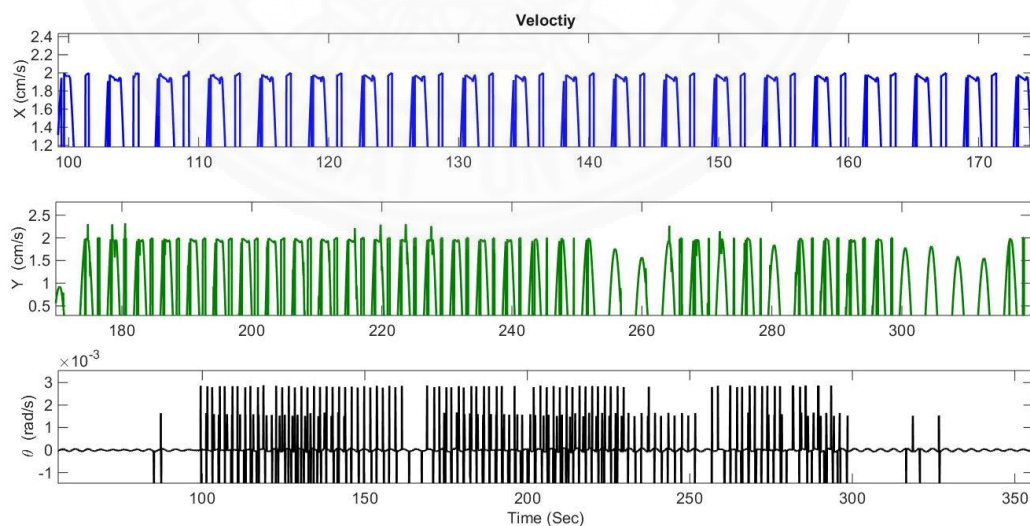 Veloctiy
X (cm/s)
2.4
2.2
2
1.8
1.6
1.4
1.2
100 110 120 130 140 150 160 170
Y (cm/s)
2.5
2
1.5
1
0.5
180 200 220 240 260 280 300
×10⁻³
θ (rad/s)
3
2
1
0
-1
100 150 200 250 300 350
Time (Sec)